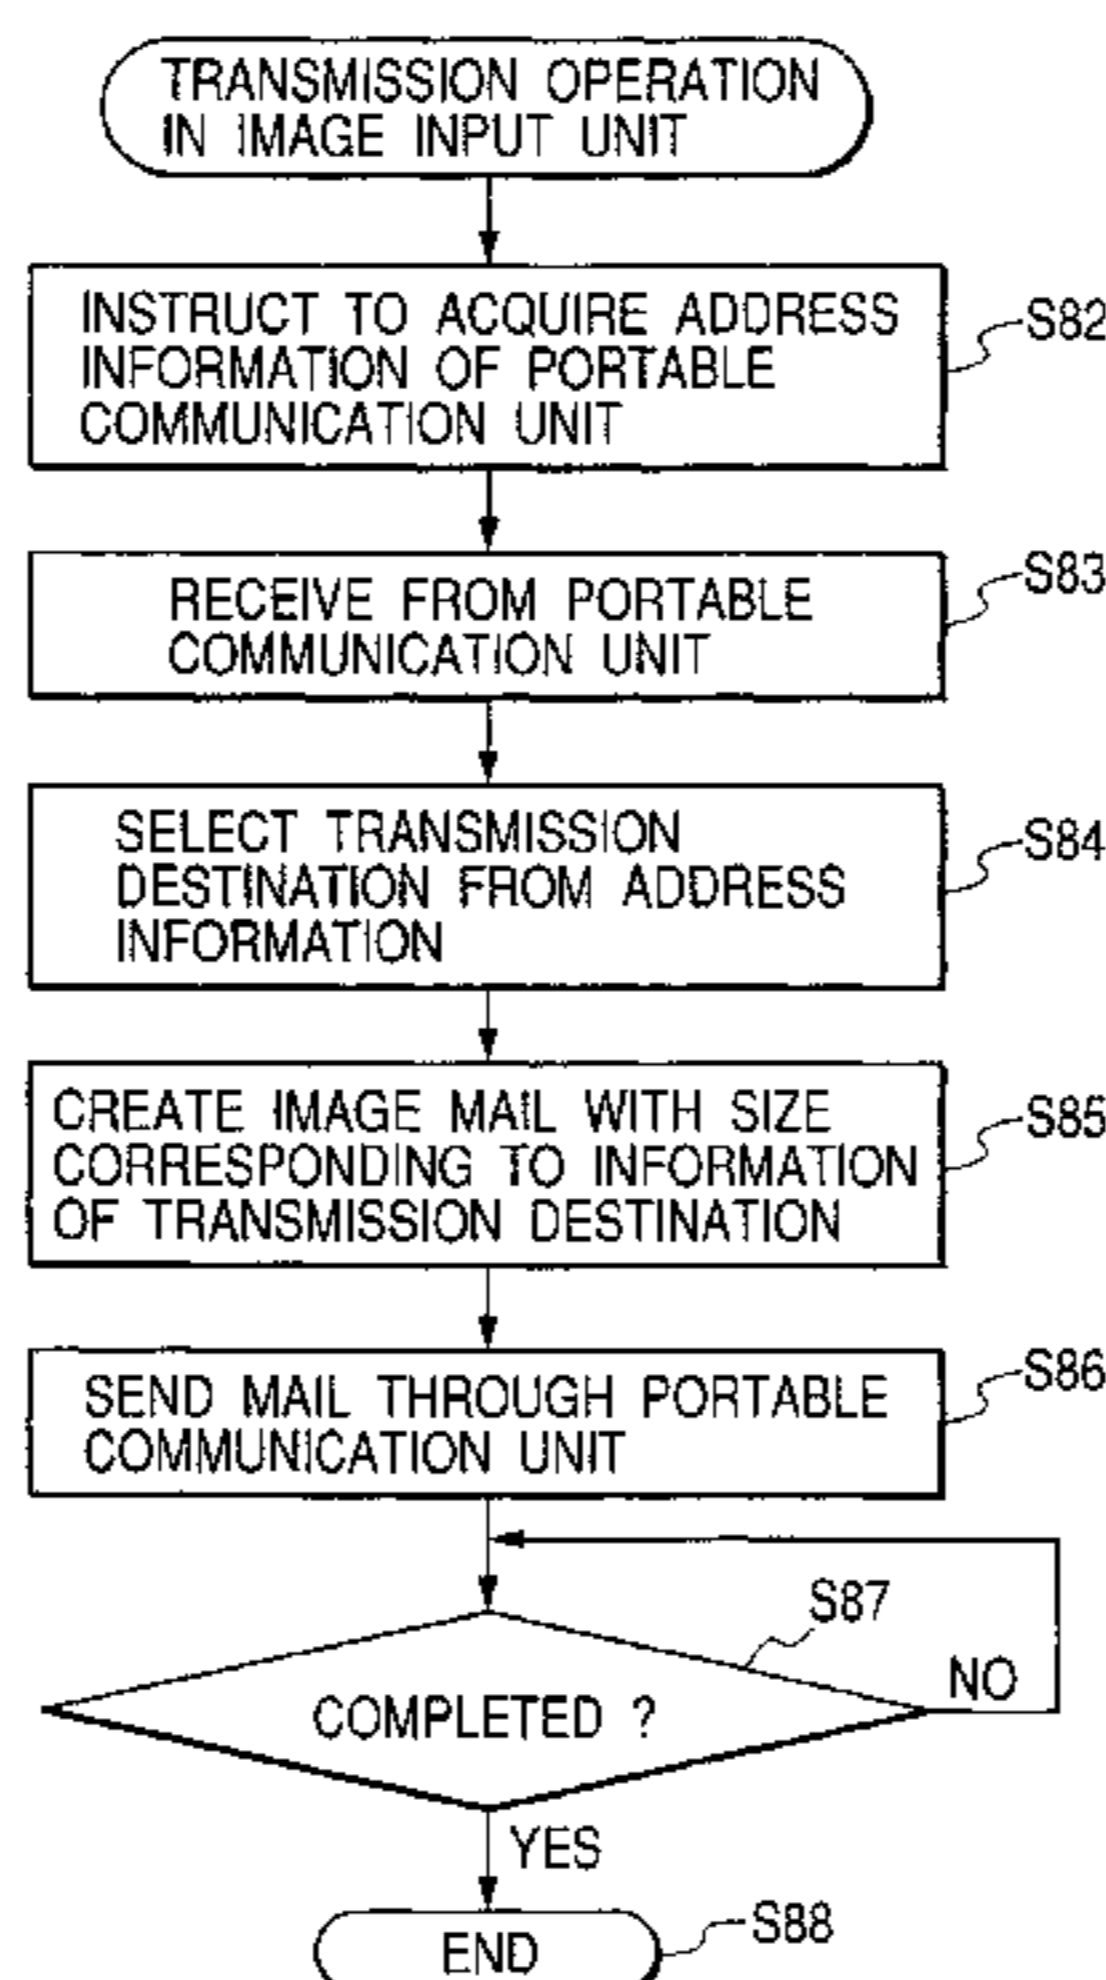 TRANSMISSION OPERATION
IN IMAGE INPUT UNIT
INSTRUCT TO ACQUIRE ADDRESS
INFORMATION OF PORTABLE
COMMUNICATION UNIT
S82
RECEIVE FROM PORTABLE
COMMUNICATION UNIT
S83
SELECT TRANSMISSION
DESTINATION FROM ADDRESS
INFORMATION
S84
CREATE IMAGE MAIL WITH SIZE
CORRESPONDING TO INFORMATION
OF TRANSMISSION DESTINATION
S85
SEND MAIL THROUGH PORTABLE
COMMUNICATION UNIT
S86
S87
COMPLETED ?
NO
YES
END
S88